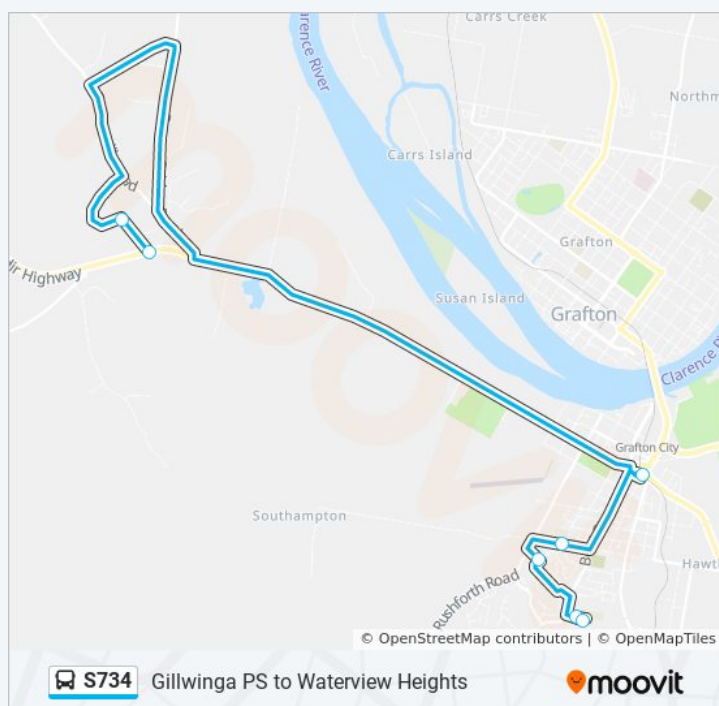 Carrs Creek
Clarence River
Northm
Carrs Island
Grafton
Susan Island
Grafton
ir Highway
Clarence R
Grafton City
Southampton
Rushforth Road
Hawth
© OpenStreetMap contributors | © OpenMapTiles
S734 Gillwinga PS to Waterview Heights
moovit